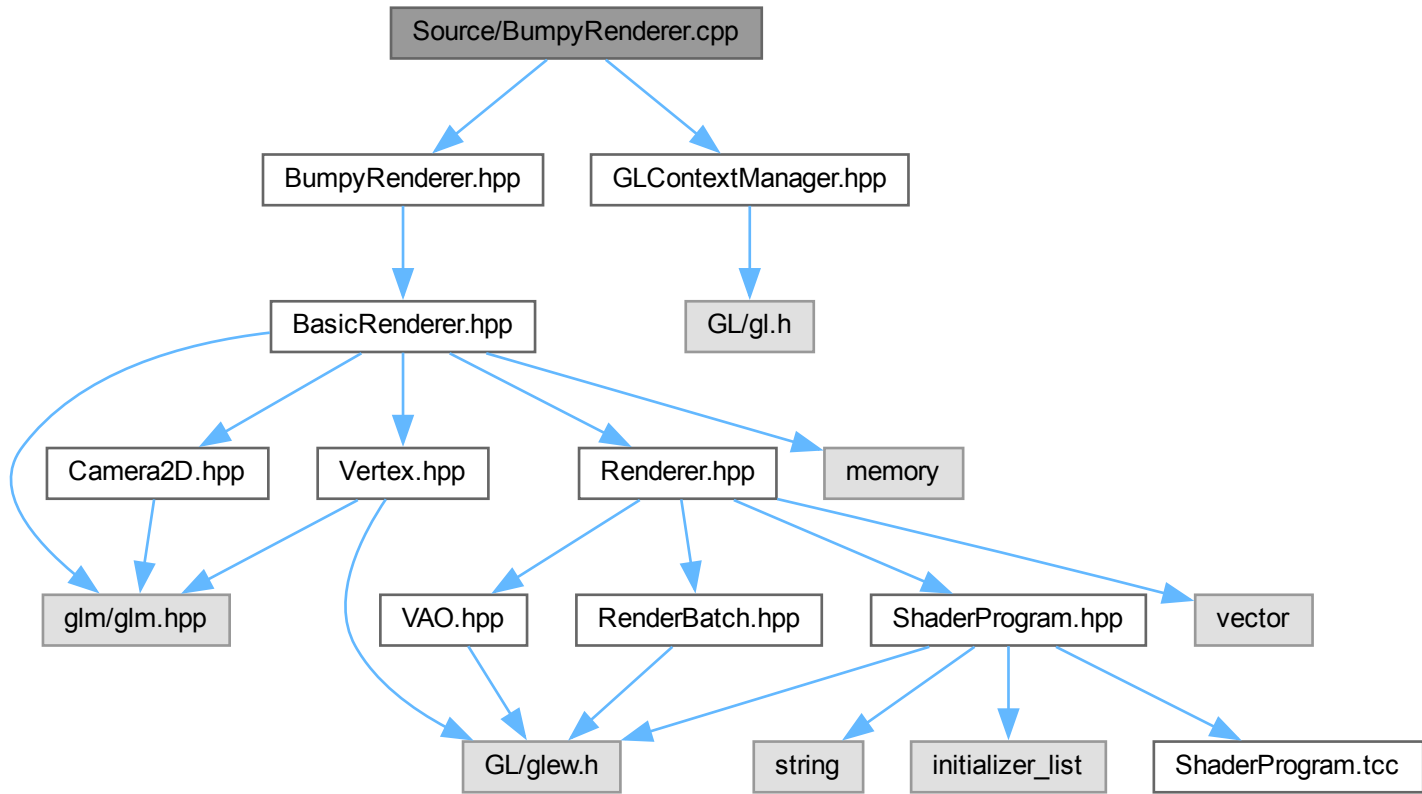 Source/BumpyRenderer.cpp
BumpyRenderer.hpp
GLContextManager.hpp
BasicRenderer.hpp
GL/gl.h
Camera2D.hpp
Vertex.hpp
Renderer.hpp
memory
glm/glm.hpp
VAO.hpp
RenderBatch.hpp
ShaderProgram.hpp
vector
GL/glew.h
string
initializer_list
ShaderProgram.tcc